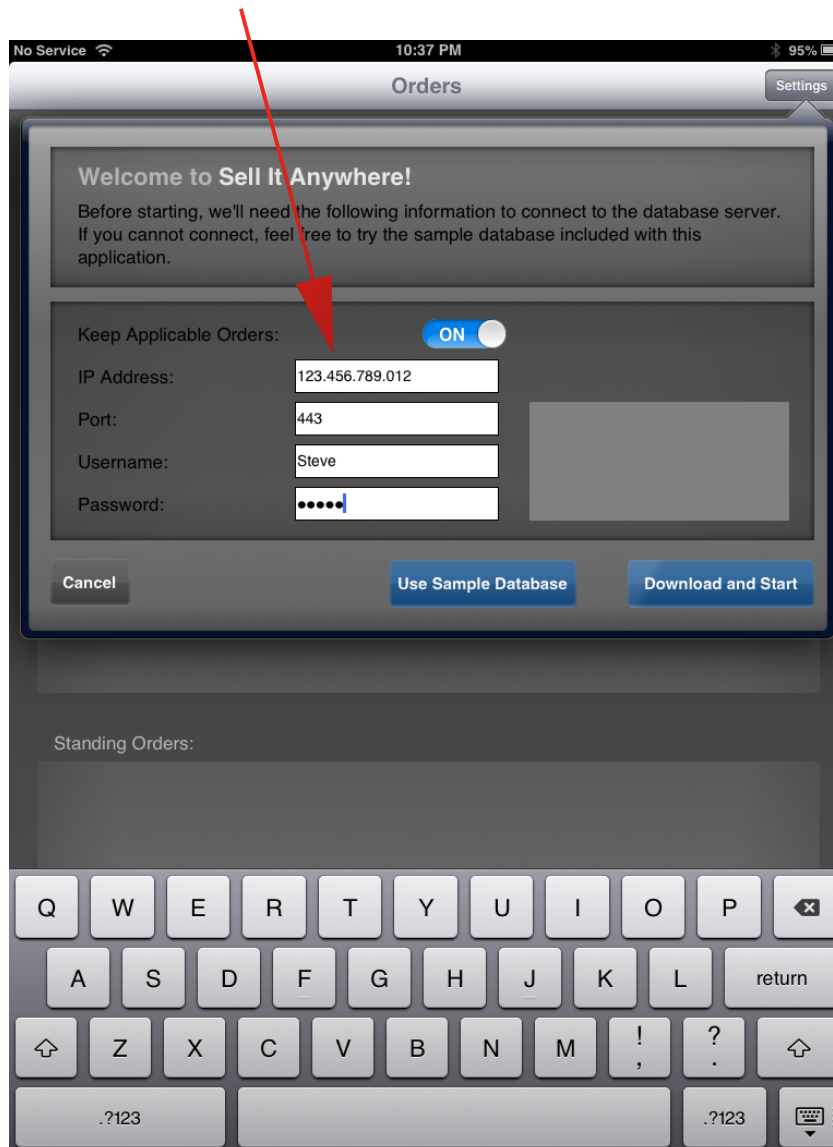 No Service 10:37 PM 95%
Orders
Settings
Welcome to Sell It Anywhere!
Before starting, we'll need the following information to connect to the database server.
If you cannot connect, feel free to try the sample database included with this
application.
Keep Applicable Orders: ON
IP Address: 123.456.789.012
Port: 443
Username: Steve
Password: •••••
Cancel Use Sample Database Download and Start
Standing Orders:
Q W E R T Y U I O P
A S D F G H J K L return
Z X C V B N M ! , ? .
.?123 .?123